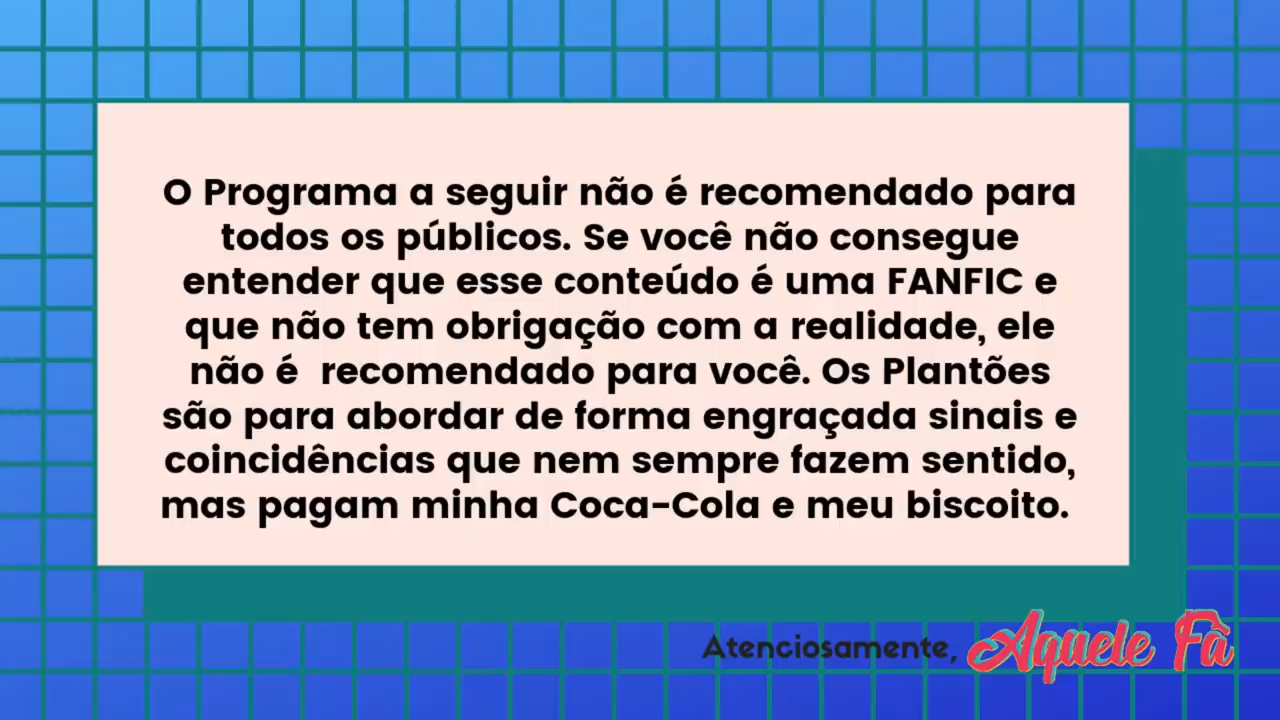 O Programa a seguir não é recomendado para
todos os públicos. Se você não consegue
entender que esse conteúdo é uma FANFIC e
que não tem obrigação com a realidade, ele
não é  recomendado para você. Os Plantões
são para abordar de forma engraçada sinais e
coincidências que nem sempre fazem sentido,
mas pagam minha Coca-Cola e meu biscoito.
Atenciosamente, Aquele Fã